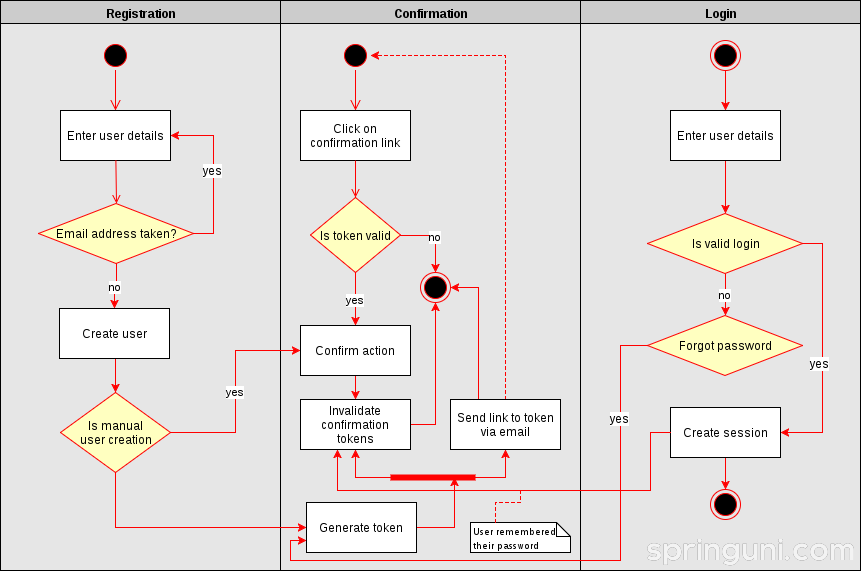 Registration
Confirmation
Login
Enter user details
yes
Email address taken?
no
Create user
Is manual
user creation
yes
Click on
confirmation link
Is token valid
no
yes
Confirm action
Invalidate
confirmation
tokens
Send link to token
via email
Generate token
User remembered
their password
Enter user details
Is valid login
no
Forgot password
yes
yes
Create session
springuni.com